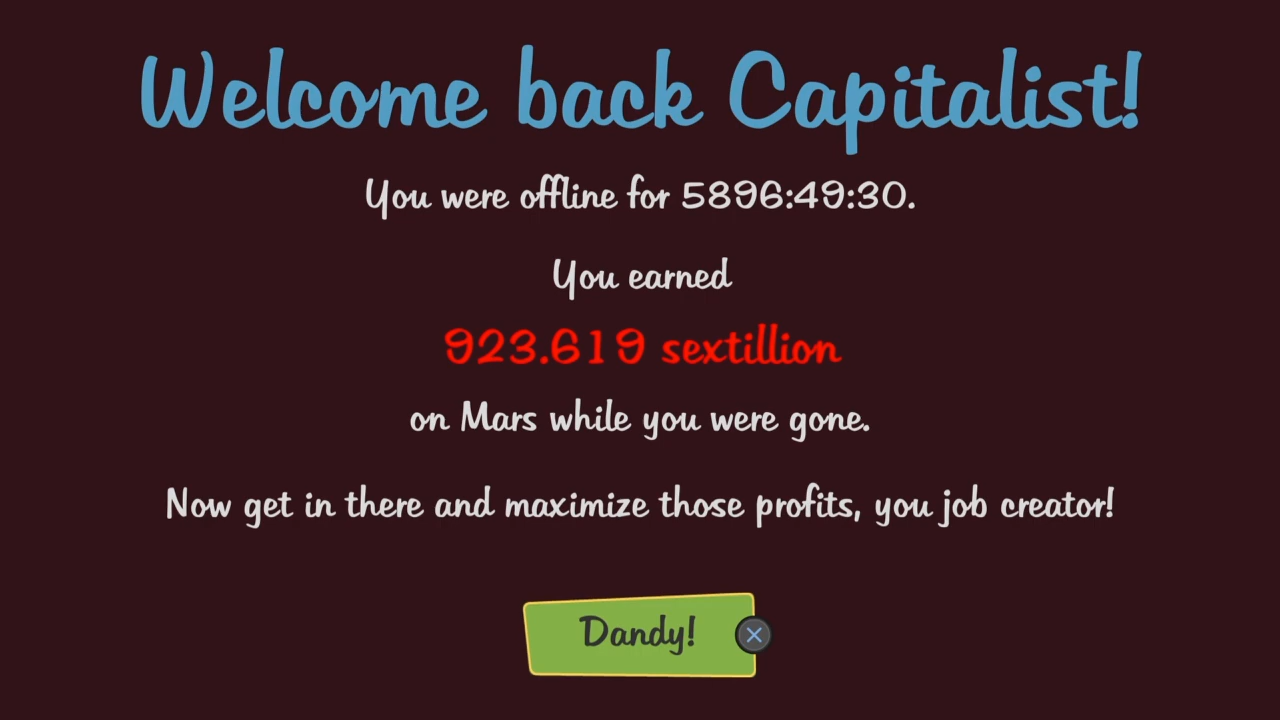 Welcome back Capitalist!
You were offline for 5896:49:30.
You earned
923.619 sextillion
on Mars while you were gone.
Now get in there and maximize those profits, you job creator!
Dandy!